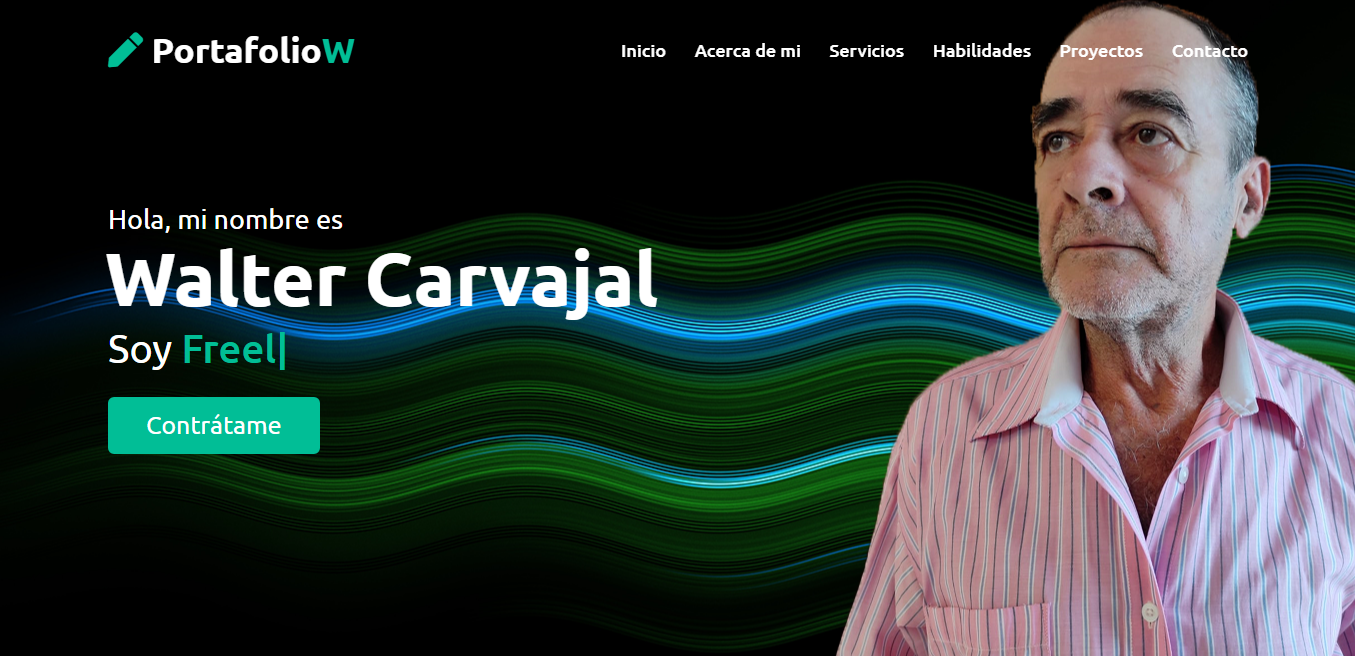 PortafolioW
Inicio Acerca de mi Servicios Habilidades Proyectos Contacto
Hola, mi nombre es
Walter Carvajal
Soy Freel|
Contrátame